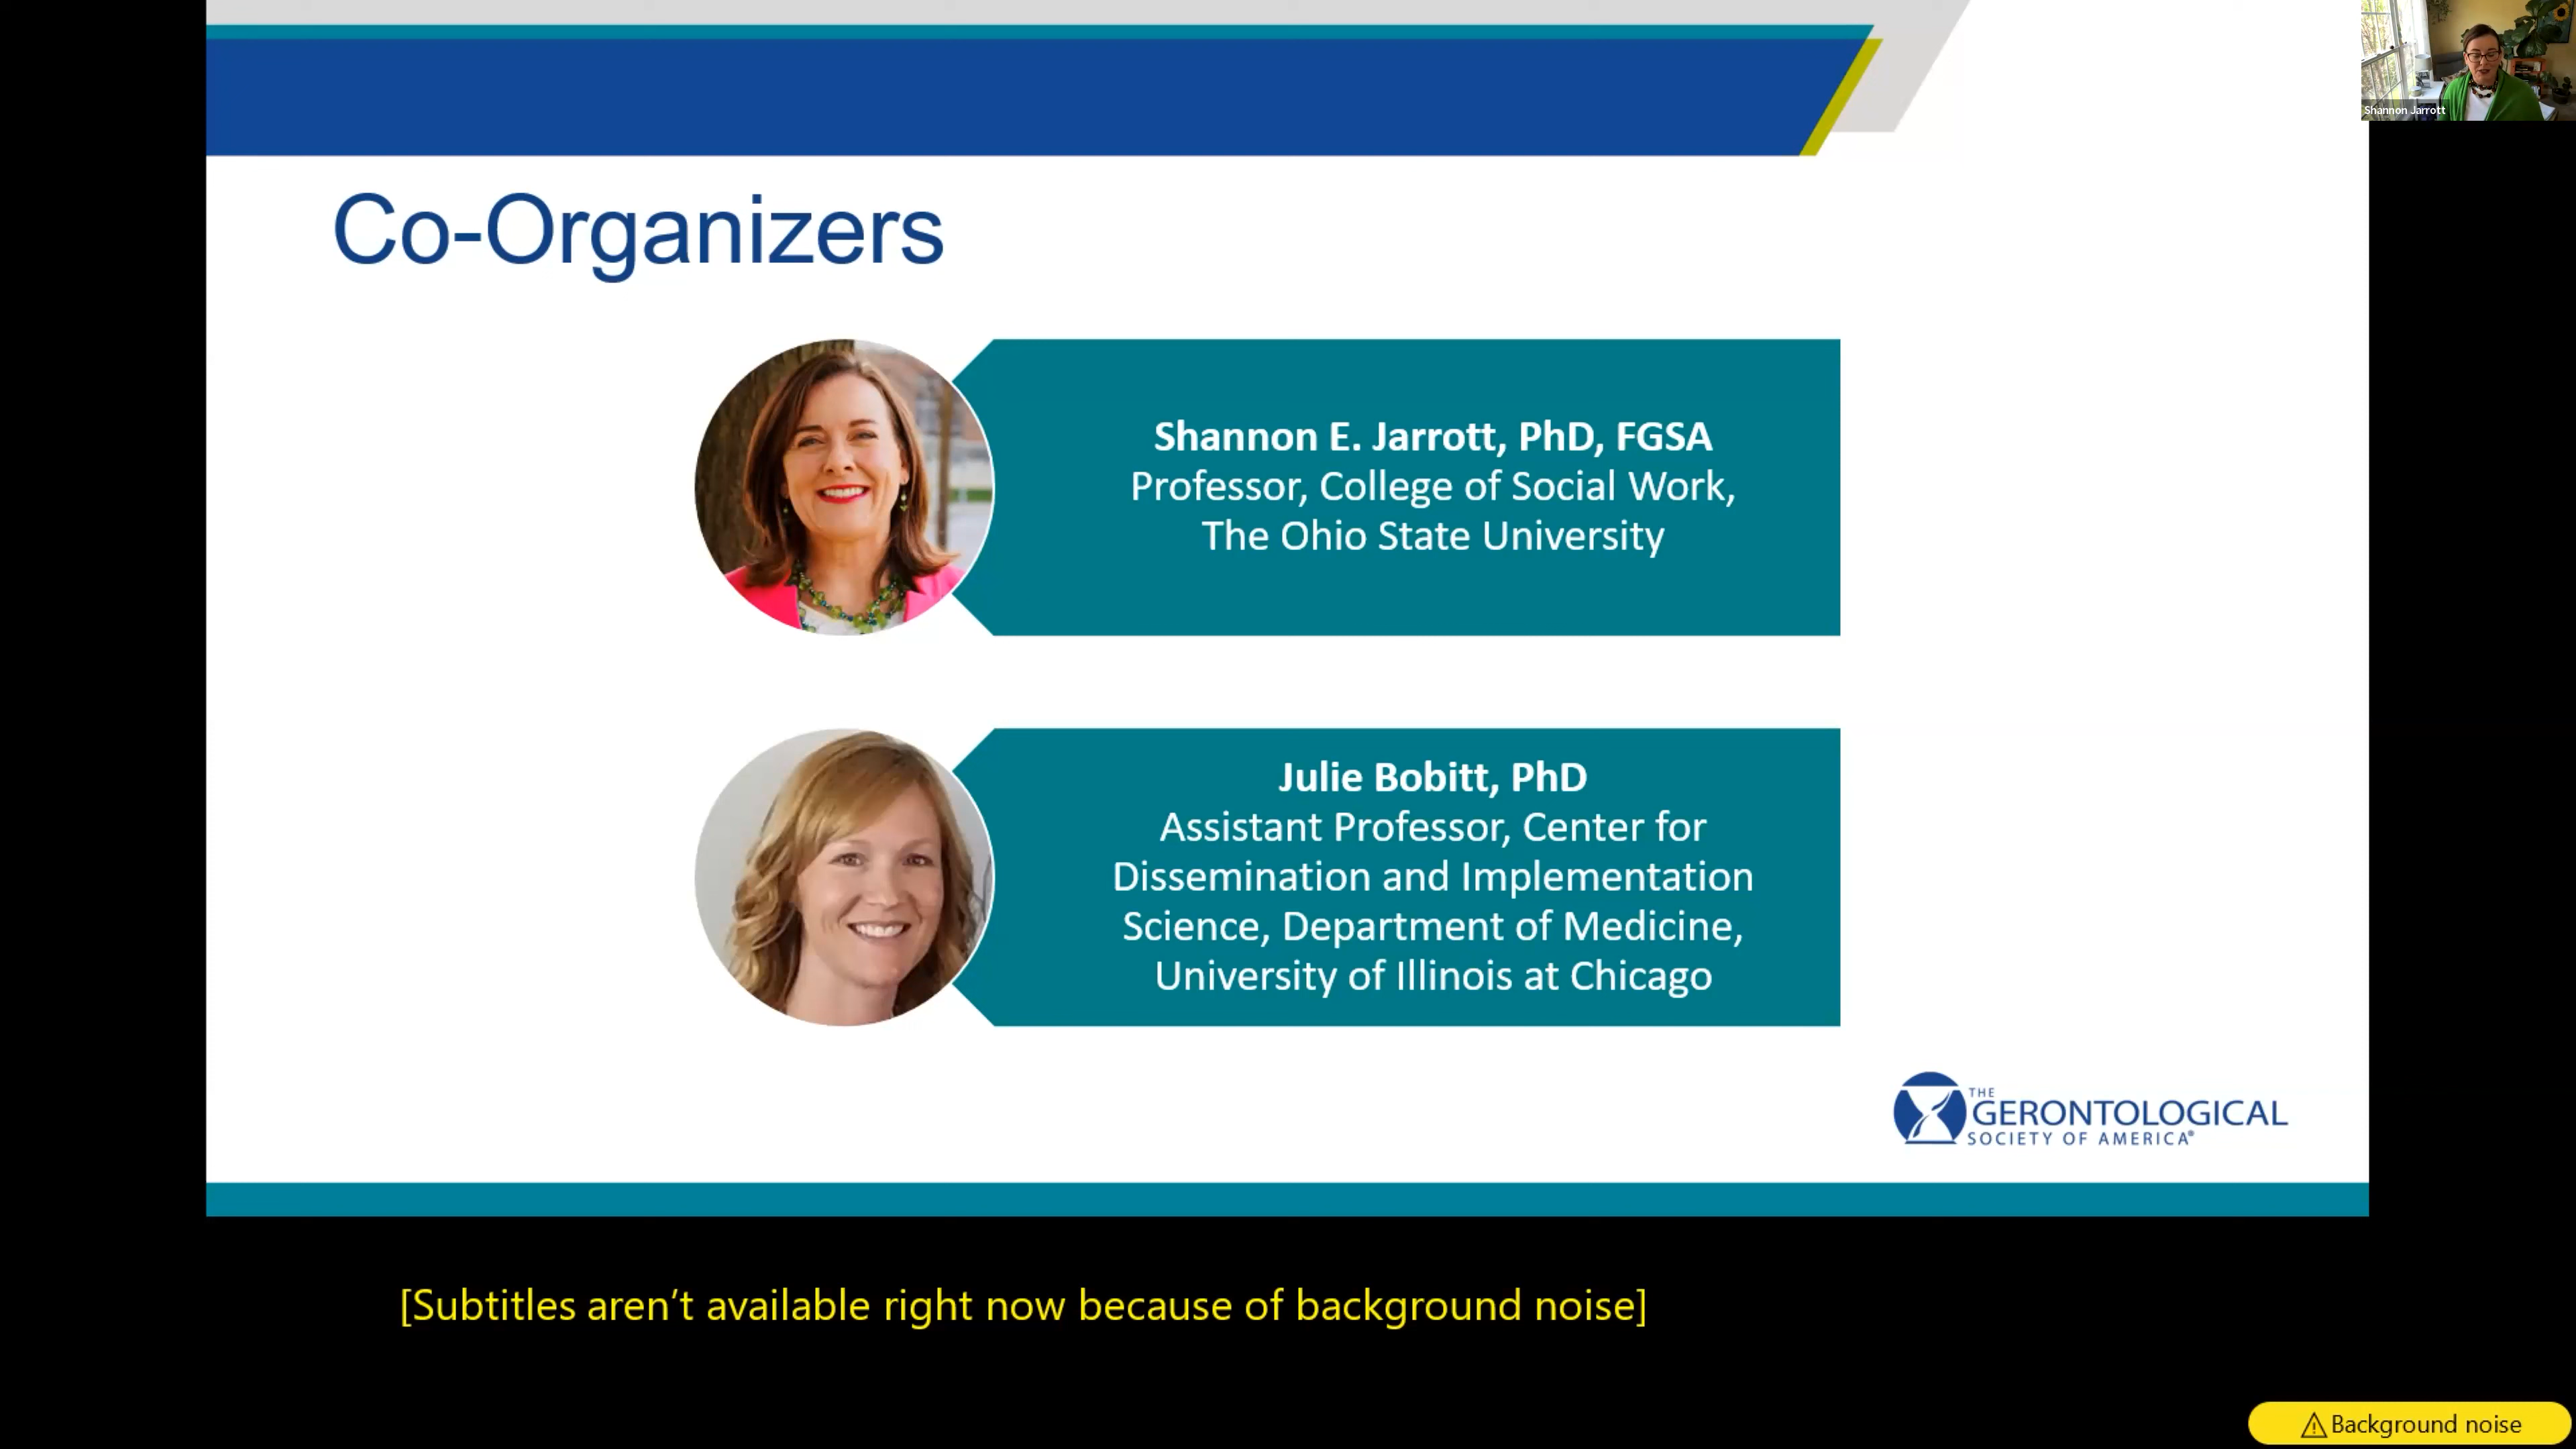 Shannon Jarrott
Co-Organizers
Shannon E. Jarrott, PhD, FGSA
Professor, College of Social Work,
The Ohio State University
Julie Bobitt, PhD
Assistant Professor, Center for
Dissemination and Implementation
Science, Department of Medicine,
University of Illinois at Chicago
THE
GERONTOLOGICAL
SOCIETY OF AMERICA®
[Subtitles aren’t available right now because of background noise]
Background noise